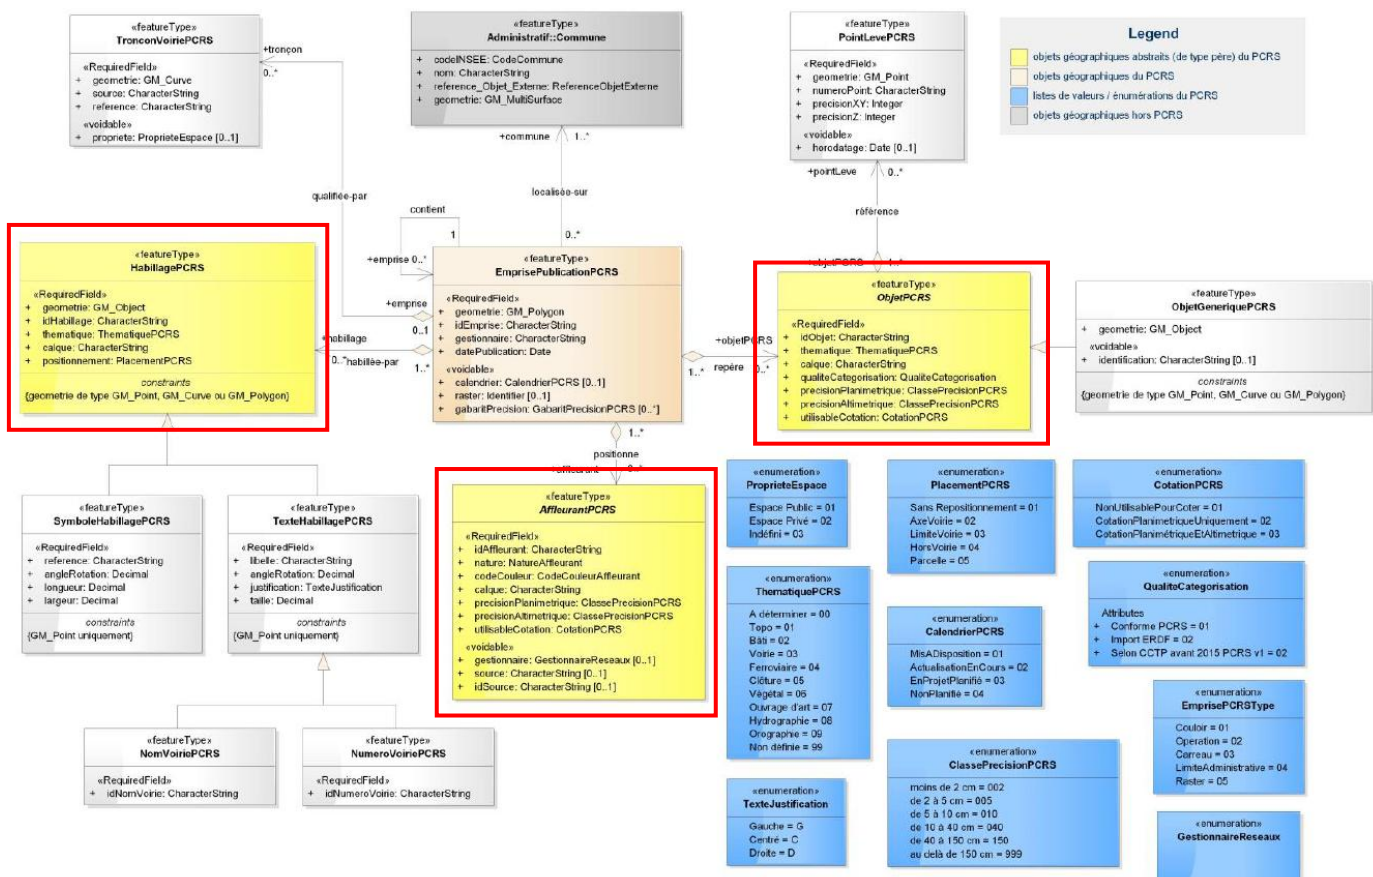 «featureType»
TronconVoiriePCRS
«RequiredField»
+ geometrie: GM_Curve
+ source: CharacterString
+ reference: CharacterString
«voidable»
+ propriete: ProprieteEspace [0..1]
+tronçon
0..*
«featureType»
Administratif::Commune
+ codeINSEE: CodeCommune
+ nom: CharacterString
+ reference_Objet_Externe: ReferenceObjetExterne
+ geometrie: GM_MultiSurface
+commune
1..*
«featureType»
PointLevePCRS
«RequiredField»
+ geometrie: GM_Point
+ numeroPoint: CharacterString
+ precisionXY: Integer
+ precisionZ: Integer
«voidable»
+ horodatage: Date [0..1]
+pointLeve
0..*
Legend
objets géographiques abstraits (de type père) du PCRS
objets géographiques du PCRS
listes de valeurs / énumérations du PCRS
objets géographiques hors PCRS
qualifiée-par
localisée-sur
référence
contient
1
0..*
+emprise 0..*
+objetPCRS
1..*
«featureType»
HabillagePCRS
«RequiredField»
+ geometrie: GM_Object
+ idHabillage: CharacterString
+ thematique: ThematiquePCRS
+ calque: CharacterString
+ positionnement: PlacementPCRS
constraints
{geometrie de type GM_Point, GM_Curve ou GM_Polygon}
+emprise
0..1
+habillage
0..*
habillée-par
1..*
«featureType»
EmprisePublicationPCRS
«RequiredField»
+ geometrie: GM_Polygon
+ idEmprise: CharacterString
+ gestionnaire: CharacterString
+ datePublication: Date
«voidable»
+ calendrier: CalendrierPCRS [0..1]
+ raster: Identifier [0..1]
+ gabaritPrecision: GabaritPrecisionPCRS [0..*]
+objetPCRS
1..*
repère
0..*
«featureType»
ObjetPCRS
«RequiredField»
+ idObjet: CharacterString
+ thematique: ThematiquePCRS
+ calque: CharacterString
+ qualiteCategorisation: QualiteCategorisation
+ precisionPlanimetrique: ClassePrecisionPCRS
+ precisionAltimetrique: ClassePrecisionPCRS
+ utilisableCotation: CotationPCRS
«featureType»
ObjetGeneriquePCRS
+ geometrie: GM_Object
«voidable»
+ identification: CharacterString [0..1]
constraints
{geometrie de type GM_Point, GM_Curve ou GM_Polygon}
1..*
positionne
+affleurant
0..*
«featureType»
AffleurantPCRS
«RequiredField»
+ idAffleurant: CharacterString
+ nature: NatureAffleurant
+ codeCouleur: CodeCouleurAffleurant
+ calque: CharacterString
+ precisionPlanimetrique: ClassePrecisionPCRS
+ precisionAltimetrique: ClassePrecisionPCRS
+ utilisableCotation: CotationPCRS
«voidable»
+ gestionnaire: GestionnaireReseaux [0..1]
+ source: CharacterString [0..1]
+ idSource: CharacterString [0..1]
«featureType»
SymboleHabillagePCRS
«RequiredField»
+ reference: CharacterString
+ angleRotation: Decimal
+ longueur: Decimal
+ largeur: Decimal
constraints
{GM_Point uniquement}
«featureType»
TexteHabillagePCRS
«RequiredField»
+ libelle: CharacterString
+ angleRotation: Decimal
+ justification: TexteJustification
+ taille: Decimal
constraints
{GM_Point uniquement}
«featureType»
NomVoiriePCRS
«RequiredField»
+ idNomVoirie: CharacterString
«featureType»
NumeroVoiriePCRS
«RequiredField»
+ idNumeroVoirie: CharacterString
«enumeration»
ProprieteEspace
Espace Public = 01
Espace Privé = 02
Indéfini = 03
«enumeration»
PlacementPCRS
Sans Repositionnement = 01
AxeVoirie = 02
LimiteVoirie = 03
HorsVoirie = 04
Parcelle = 05
«enumeration»
CotationPCRS
NonUtilisablePourCoter = 01
CotationPlanimetriqueUniquement = 02
CotationPlanimétriqueEtAltimetrique = 03
«enumeration»
ThematiquePCRS
A déterminer = 00
Topo = 01
Bâti = 02
Voirie = 03
Ferroviaire = 04
Clôture = 05
Végétal = 06
Ouvrage d'art = 07
Hydrographie = 08
Orographie = 09
Non définie = 99
«enumeration»
CalendrierPCRS
MisADisposition = 01
ActualisationEnCours = 02
EnProjetPlanifié = 03
NonPlanifié = 04
«enumeration»
QualiteCategorisation
Attributes
+ Conforme PCRS = 01
+ Import ERDF = 02
+ Selon CCTP avant 2015 PCRS v1 = 02
«enumeration»
EmprisePCRSType
Couloir = 01
Operation = 02
Carreau = 03
LimiteAdministrative = 04
Raster = 05
«enumeration»
TexteJustification
Gauche = G
Centré = C
Droite = D
«enumeration»
ClassePrecisionPCRS
moins de 2 cm = 002
de 2 à 5 cm = 005
de 5 à 10 cm = 010
de 10 à 40 cm = 040
de 40 à 150 cm = 150
au delà de 150 cm = 999
«enumeration»
GestionnaireReseaux